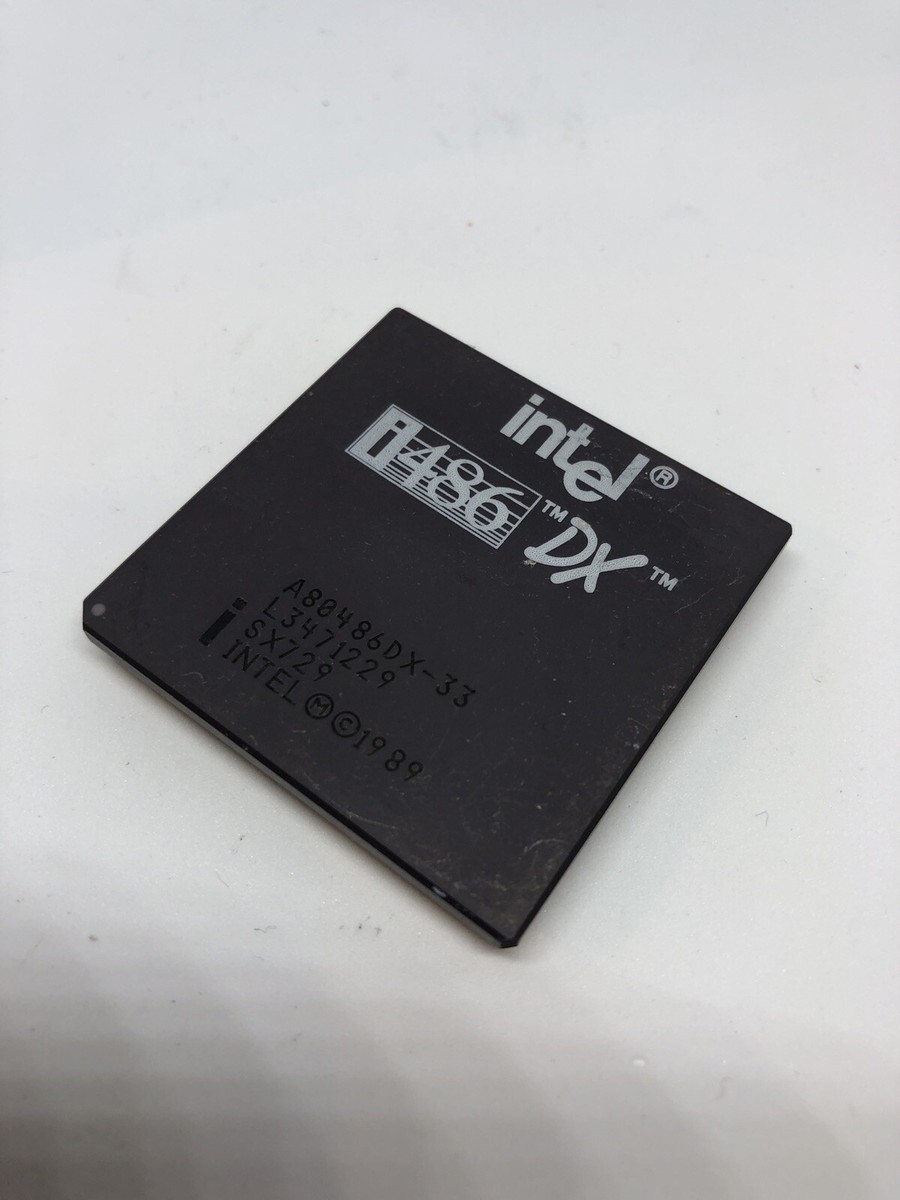 intel®
i486™ DX™
A80486DX-33
L3471229
SX729
i INTEL Ⓜ©1989